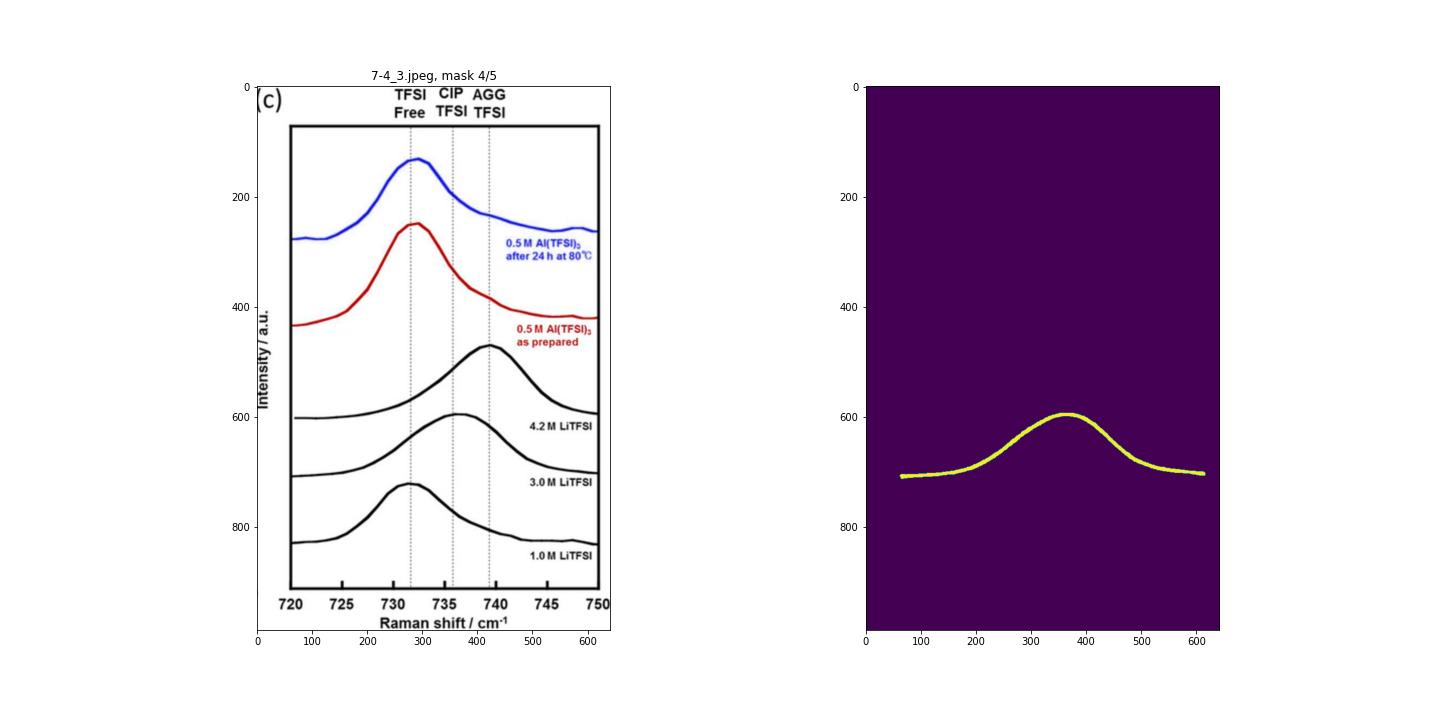 7-4_3.jpeg, mask 4/5
(c)
TFSI CIP AGG
Free TFSI TFSI
0.5 M Al(TFSI)₃
after 24 h at 80℃
0.5 M Al(TFSI)₃
as prepared
4.2 M LiTFSI
3.0 M LiTFSI
1.0 M LiTFSI
Intensity / a.u.
720 725 730 735 740 745 750
Raman shift / cm⁻¹
0
200
400
600
800
0 100 200 300 400 500 600
0
200
400
600
800
0 100 200 300 400 500 600